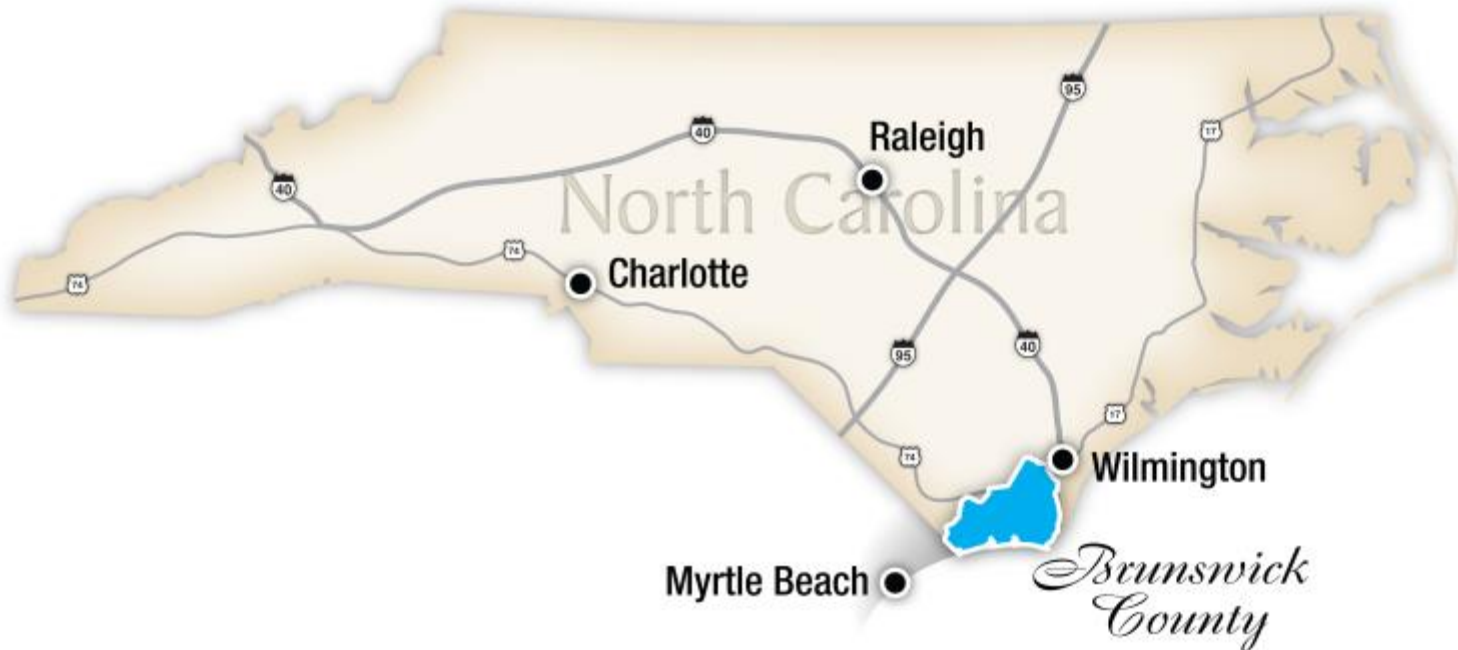 95
40
Raleigh
17
40
North Carolina
74
Charlotte
74
95
40
17
74
Wilmington
Myrtle Beach
Brunswick
County